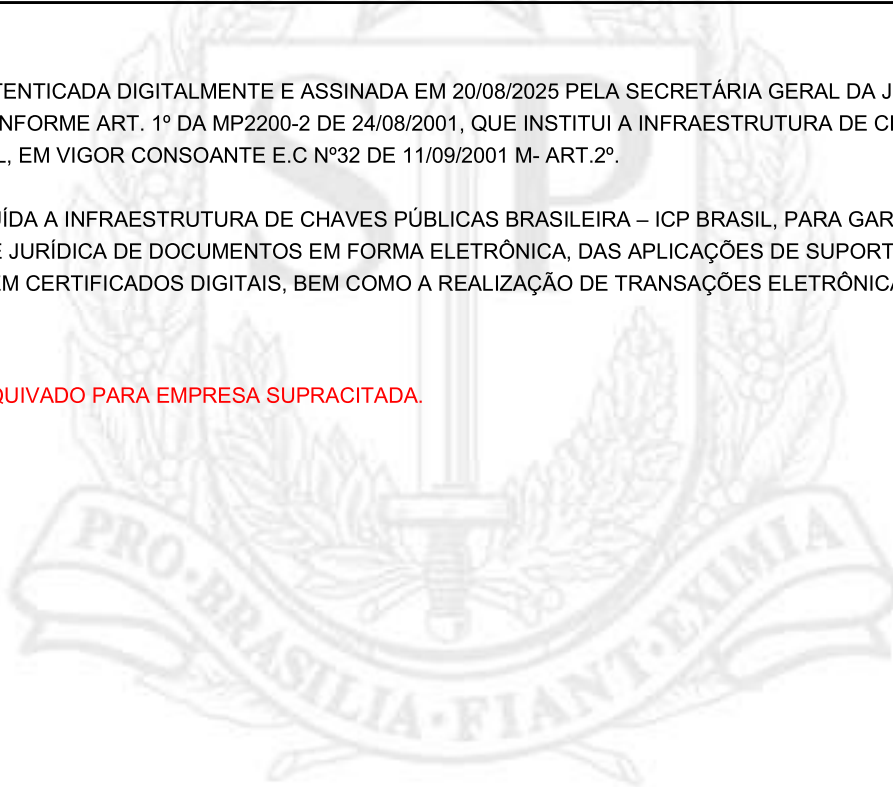 TENTICADA DIGITALMENTE E ASSINADA EM 20/08/2025 PELA SECRETÁRIA GERAL DA J
NFORME ART. 1º DA MP2200-2 DE 24/08/2001, QUE INSTITUI A INFRAESTRUTURA DE C
L, EM VIGOR CONSOANTE E.C Nº32 DE 11/09/2001 M- ART.2º.
ÍDA A INFRAESTRUTURA DE CHAVES PÚBLICAS BRASILEIRA – ICP BRASIL, PARA GAR
E JURÍDICA DE DOCUMENTOS EM FORMA ELETRÔNICA, DAS APLICAÇÕES DE SUPORT
EM CERTIFICADOS DIGITAIS, BEM COMO A REALIZAÇÃO DE TRANSAÇÕES ELETRÔNICA
QUIVADO PARA EMPRESA SUPRACITADA.
SP
PRO·BRASILIA·FIANT·EXIMIA